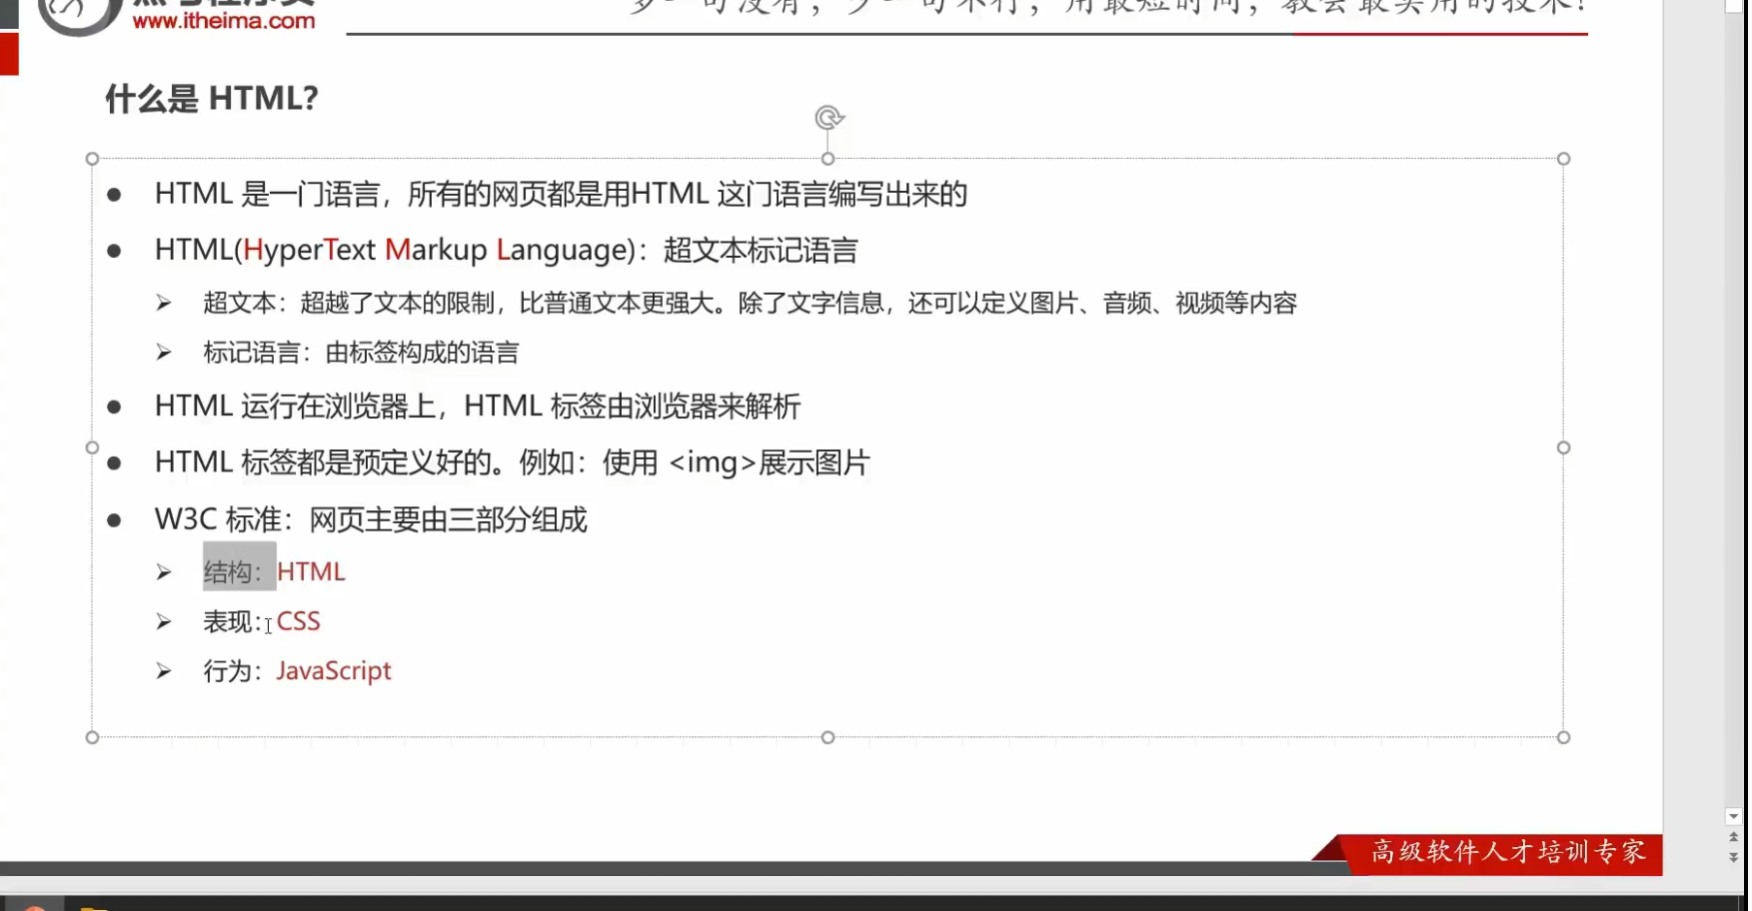 www.itheima.com
什么是 HTML?
HTML 是一门语言，所有的网页都是用HTML 这门语言编写出来的
HTML(HyperText Markup Language)：超文本标记语言
超文本：超越了文本的限制，比普通文本更强大。除了文字信息，还可以定义图片、音频、视频等内容
标记语言：由标签构成的语言
HTML 运行在浏览器上，HTML 标签由浏览器来解析
HTML 标签都是预定义好的。例如：使用 <img>展示图片
W3C 标准：网页主要由三部分组成
结构：HTML
表现：CSS
行为：JavaScript
高级软件人才培训专家